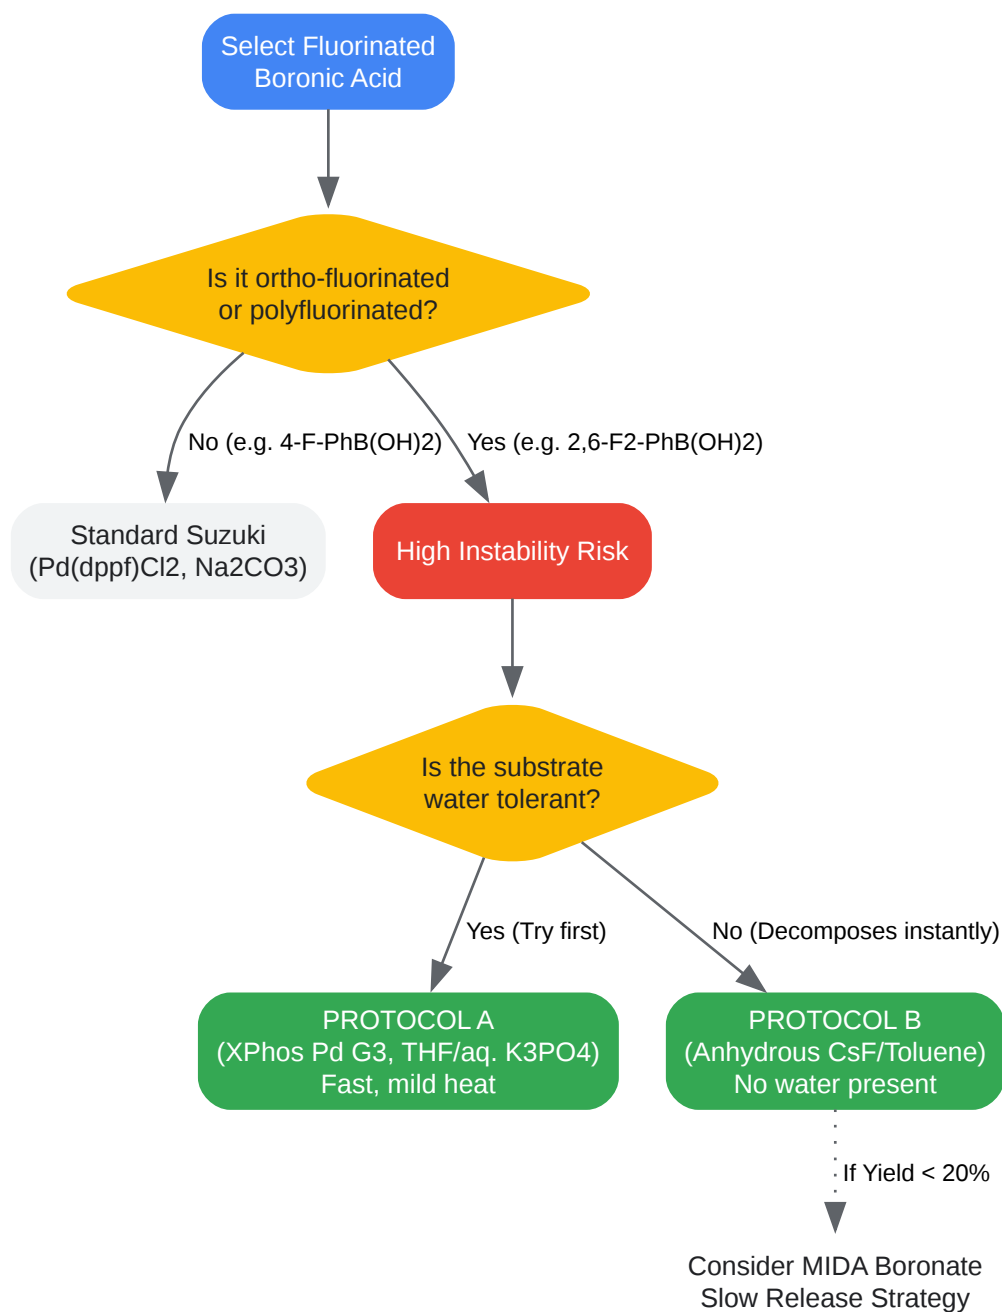 Select Fluorinated
Boronic Acid
Is it ortho-fluorinated
or polyfluorinated?
No (e.g. 4-F-PhB(OH)2)
Yes (e.g. 2,6-F2-PhB(OH)2)
Standard Suzuki
(Pd(dppf)Cl2, Na2CO3)
High Instability Risk
Is the substrate
water tolerant?
Yes (Try first)
No (Decomposes instantly)
PROTOCOL A
(XPhos Pd G3, THF/aq. K3PO4)
Fast, mild heat
PROTOCOL B
(Anhydrous CsF/Toluene)
No water present
If Yield < 20%
Consider MIDA Boronate
Slow Release Strategy